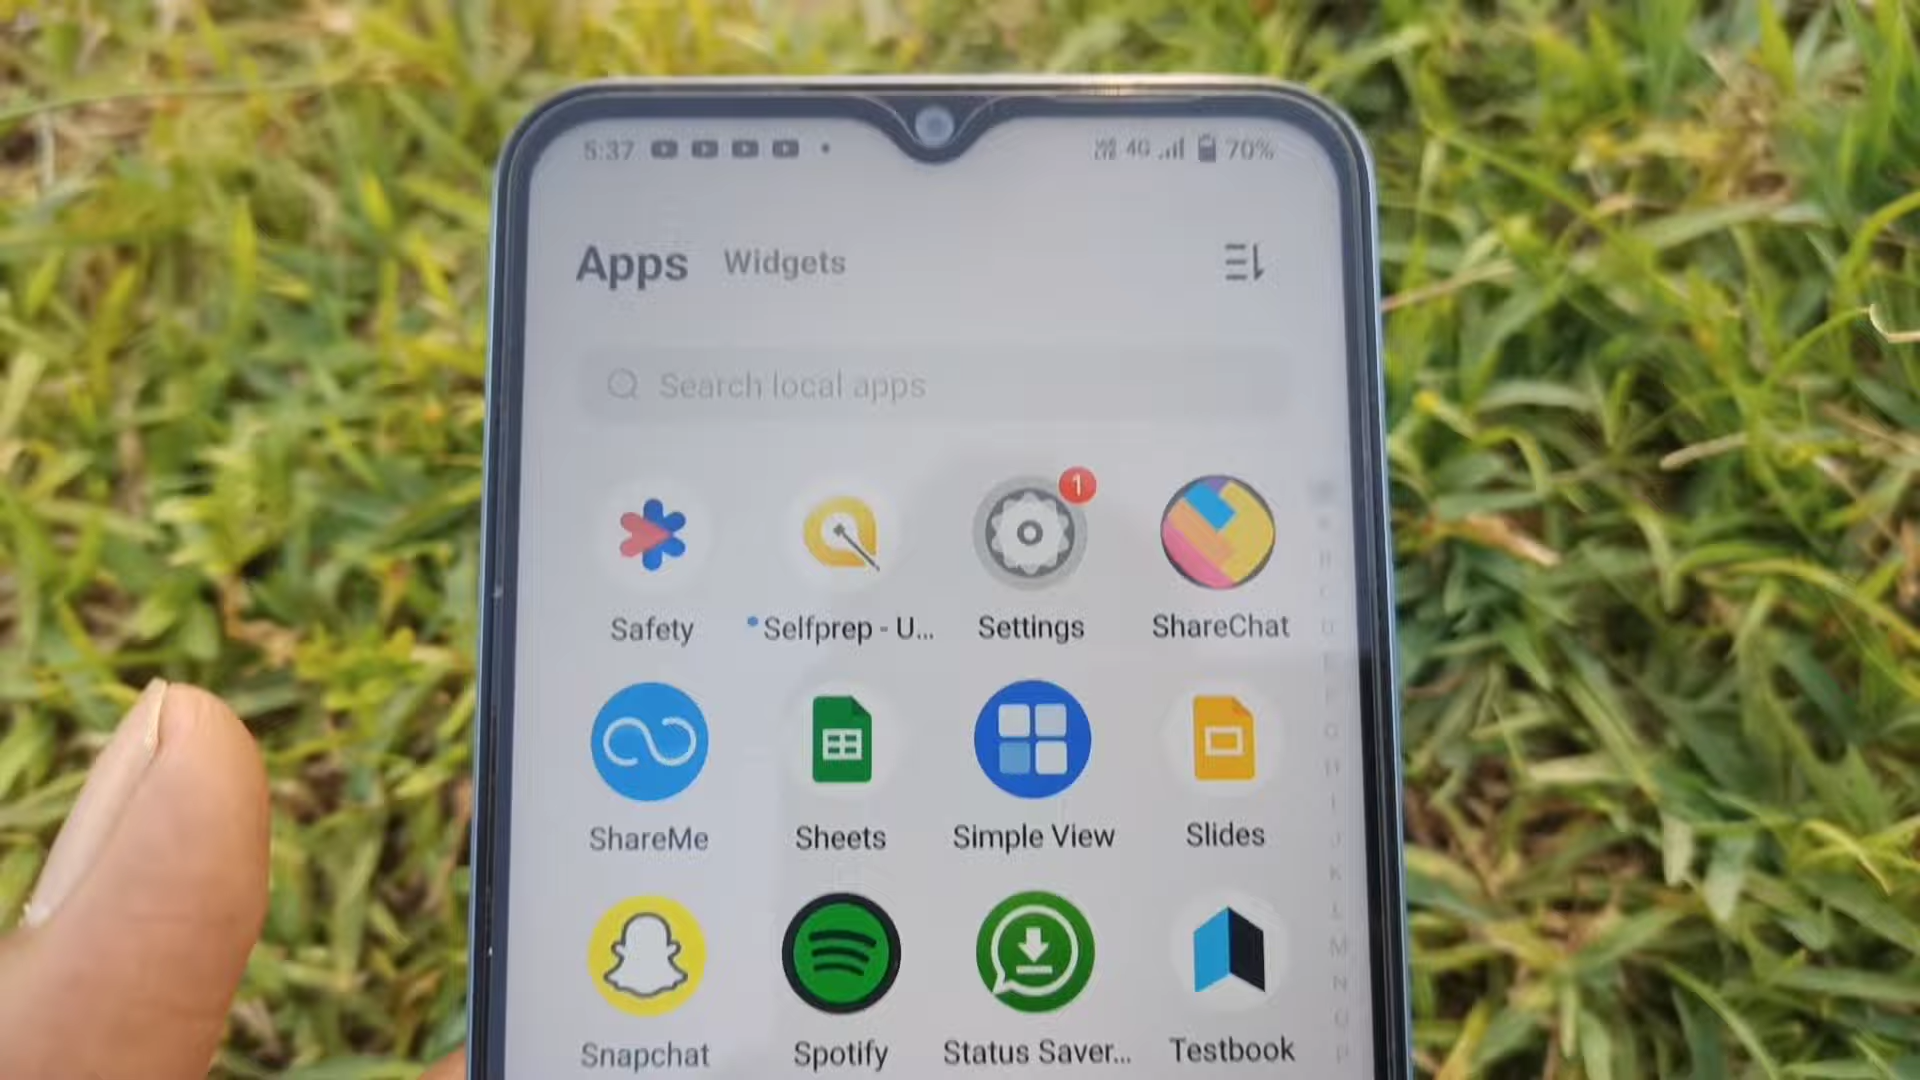 5:37 4G 70%
Apps Widgets
Search local apps
1
Safety Selfprep - U... Settings ShareChat
ShareMe Sheets Simple View Slides
Snapchat Spotify Status Saver... Testbook